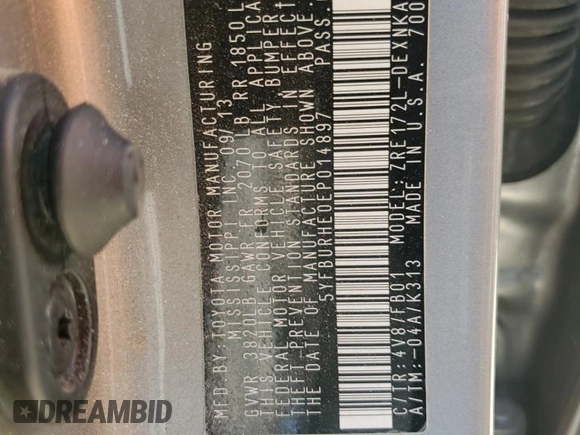 MFD BY: TOYOTA MOTOR MANUFACTURING
MISSISSIPPI, INC. 09/13
GVWR 3820LB GAWR FR 2070 LB RR 1850 L
THIS VEHICLE CONFORMS TO ALL APPLICA
FEDERAL MOTOR VEHICLE SAFETY, BUMPER,
THEFT PREVENTION STANDARDS IN EFFECT
THE DATE OF MANUFACTURE SHOWN ABOVE.
5YFBURHE0EP014897 PASS.
C/TR: 4V8/FB01 MODEL: ZRE172L-DEXNKA
A/TM: -04A/K313 MADE IN U.S.A. 700
DREAMBID